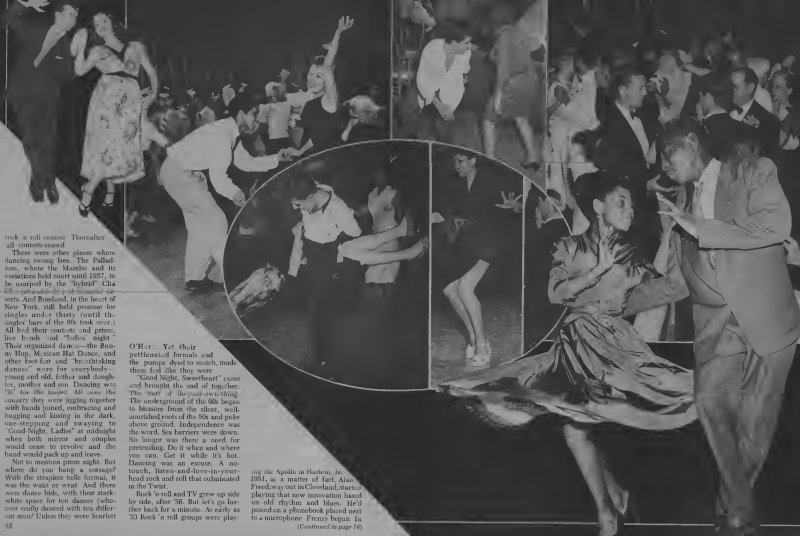 rock n roll contest Thereafter
all contests ceased
There were other places where
dancing swung free. The Pallad-
ium, where the Mambo and its
variations held court until 1957, to
be usurped by the "hybrid" Cha
sorts. And Roseland, in the heart of
New York, still held promise for
singles under thirty (until the
singles' bars of the 60s took over.)
All had their contests and prizes,
live bands and "ladies' night."
Their organized dances—the Bun-
ny Hop, Mexican Hat Dance, and
other foot-fast and "breathtaking
dances" were for everybody—
young and old, father and daugh-
ter, mother and son. Dancing was
"in" for the loner. All over the
country they were jigging together
with hands joined, embracing and
hugging and kissing in the dark,
one-stepping and swaying to
"Good-Night, Ladies" at midnight
when both mirror and couples
would cease to revolve and the
band would pack up and leave.
Not to mention prom night. But
where do you hang a corsage?
With the strapless tulle formal, it
was the waist or wrist And there
were dance bids, with their stark-
white space for ten dances (who-
ever really danced with ten differ-
ent men? Unless they were Scarlett
52
O'Hara. Yet their
petticoated formals and
the pumps dyed to match, made
them feel like they were
"Good Night, Sweetheart" came
and brought the end of together.
The start of do-your-own-thing
The underground of the 60s began
to blossom from the silent, well-
nourished roots of the 50s and poke
above ground. Independence was
the word. Sex barriers were down.
No longer was there a need for
pretending. Do it when and where
you can. Get it while it's hot.
Dancing was an excuse. A no-
touch, listen-and-love-in-your-
head rock and roll that culminated
in the Twist.
Rock 'n roll and TV grew up side
by side, after '56. But let's go fur-
ther back for a minute. As early as
'53 Rock 'n roll groups were play-
ing the Apollo in Harlem. In
1951, as a matter of fact, Alan
Freed, way out in Cleveland, started
playing that new innovation based
on old rhythm and blues. He'd
pound on a phonebook placed next
to a microphone Frenzy begun In
(Continued to page 74)